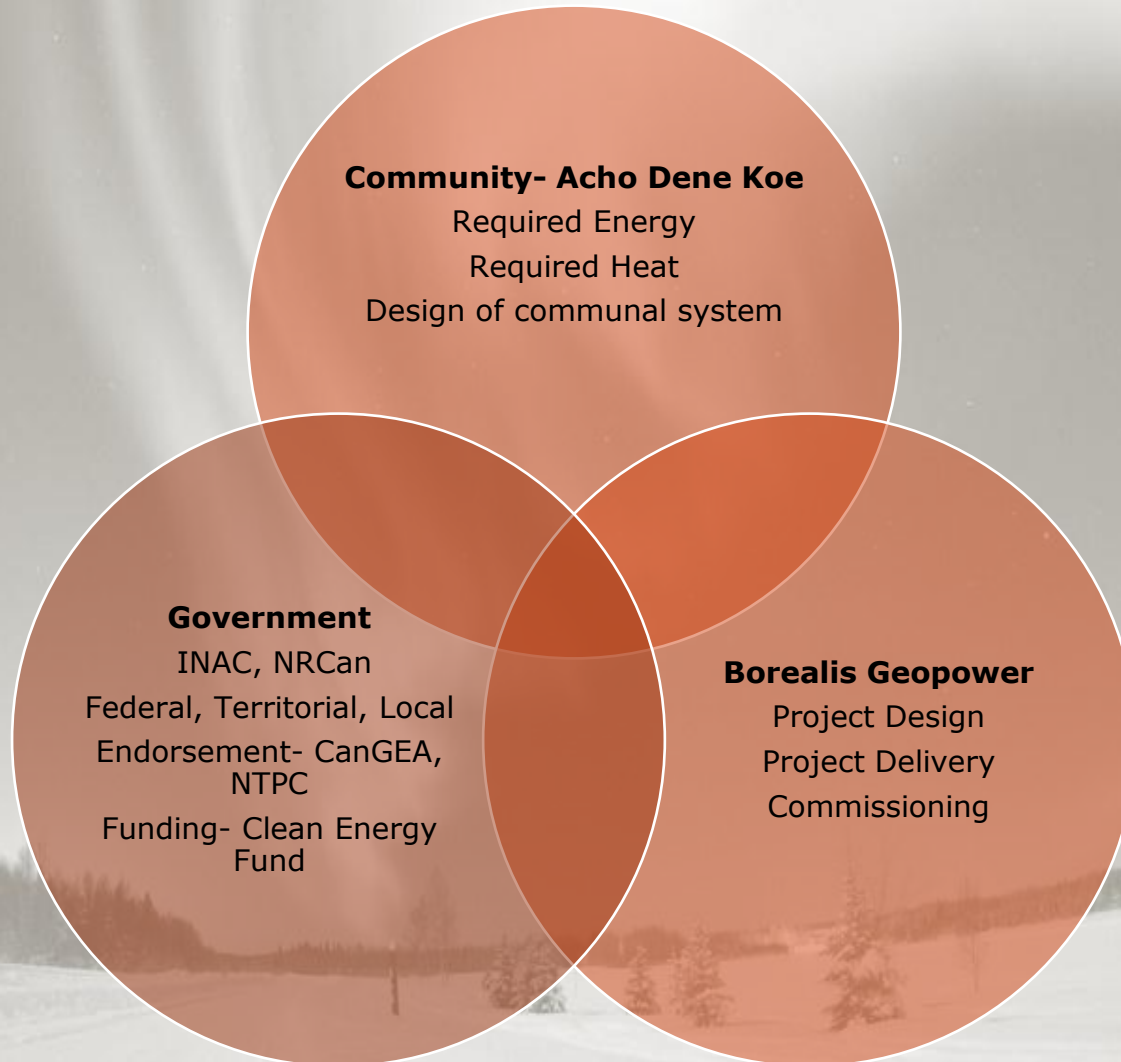 Community- Acho Dene Koe
Required Energy
Required Heat
Design of communal system
Government
INAC, NRCan
Federal, Territorial, Local
Endorsement- CanGEA,
NTPC
Funding- Clean Energy
Fund
Borealis Geopower
Project Design
Project Delivery
Commissioning